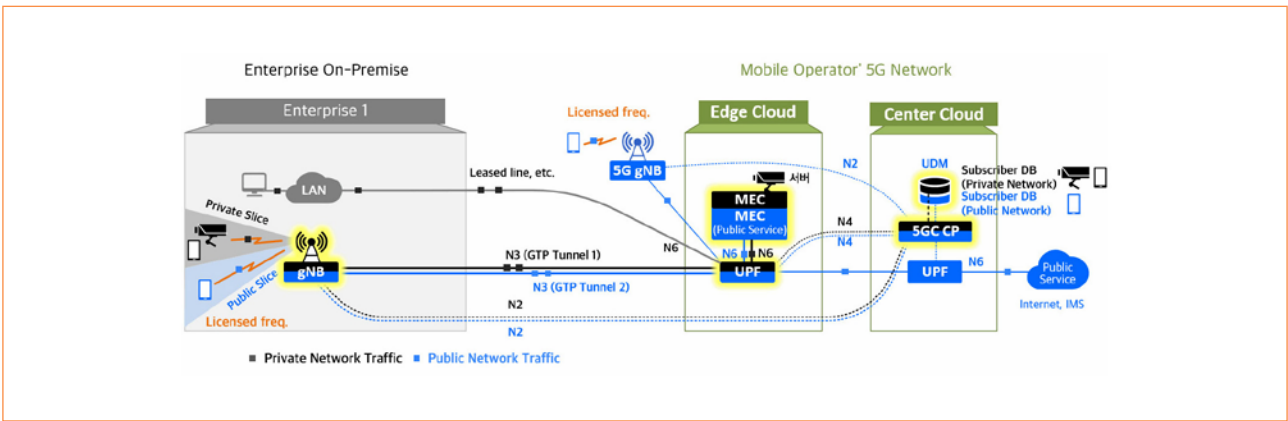 Enterprise On-Premise
Mobile Operator' 5G Network
Enterprise 1
Licensed freq.
Edge Cloud
Center Cloud
5G gNB
N2
UDM
Subscriber DB
(Private Network)
Subscriber DB
(Public Network)
Leased line, etc.
LAN
서버
MEC
MEC
(Public Service)
N4
N4
5GC CP
Private Slice
N6
N6
N6
N3 (GTP Tunnel 1)
gNB
UPF
UPF
N6
Public
Service
N3 (GTP Tunnel 2)
Public Slice
Internet, IMS
N2
Licensed freq.
N2
Private Network Traffic
Public Network Traffic